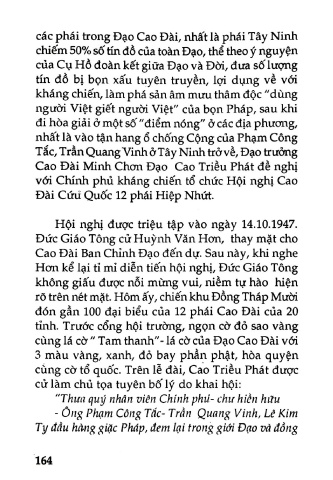 các phái trong Đạo Cao Đài, nhất là phái Tây Ninh
chiếm 50% số tín đồ của toàn Đạo, thể theo ý nguyện
của Cụ Hồ đoàn kết giữa Đạo và Đời, đưa số lượng
tín đồ bị bọn xấu tuyên truyền, lợi dụng về với
kháng chiến, làm phá sản âm mưu thâm độc "dùng
người Việt giết người Việt" của bọn Pháp, sau khi
đi hòa giải ở một số "điểm nóng" ở các địa phương,
nhất là vào tận hang ổ chống Cộng của Phạm Công
Tắc, Trần Quang Vinh ở Tây Ninh trở về, Đạo trưởng
Cao Đài Minh Chơn Đạo Cao Triều Phát đề nghị
với Chính phủ kháng chiến tổ chức Hội nghị Cao
Đài Cứu Quốc 12 phái Hiệp Nhứt.
Hội nghị được triệu tập vào ngày 14.10.1947.
Đức Giáo Tông cử Huỳnh Văn Hơn, thay mặt cho
Cao Đài Ban Chỉnh Đạo đến dự. Sau này, khi nghe
Hơn kể lại tỉ mỉ diễn tiến hội nghị, Đức Giáo Tông
không giấu được nỗi mừng vui, niềm tự hào hiện
rõ trên nét mặt. Hôm ấy, chiến khu Đồng Tháp Mười
đón gần 100 đại biểu của 12 phái Cao Đài của 20
tỉnh. Trước cổng hội trường, ngọn cờ đỏ sao vàng
cùng lá cờ " Tam thanh"- lá cờ của Đạo Cao Đài với
3 màu vàng, xanh, đỏ bay phần phật, hòa quyện
cùng cờ tổ quốc. Trên lễ đài, Cao Triều Phát được
cử làm chủ tọa tuyên bố lý do khai hội:
"Thưa quý nhân viên Chính phủ- chư hiền hữu
- Ông Phạm Công Tắc- Trần Quang Vinh, Lê Kim
Tỵ đầu hàng giặc Pháp, đem lại trong giới Đạo và đồng
164